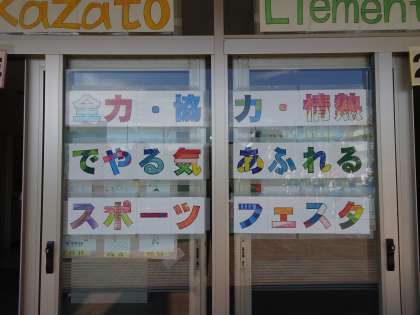 Kazato Element
全力・協力・情熱
でやる気あふれる
スポーツフェスタ